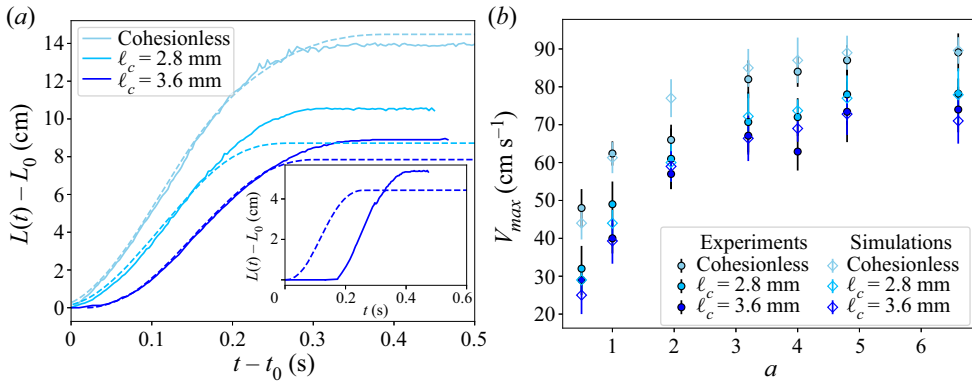 (a)
14
12
10
8
6
4
2
0
L(t) – L0 (cm)
Cohesionless
ℓc = 2.8 mm
ℓc = 3.6 mm
4
2
0
L(t) – L0 (cm)
0 0.2 0.4 0.6
t (s)
0 0.1 0.2 0.3 0.4 0.5
t – t0 (s)
(b)
90
80
70
60
50
40
30
20
Vmax (cm s–1)
Experiments Simulations
Cohesionless Cohesionless
ℓc = 2.8 mm ℓc = 2.8 mm
ℓc = 3.6 mm ℓc = 3.6 mm
1 2 3 4 5 6
a